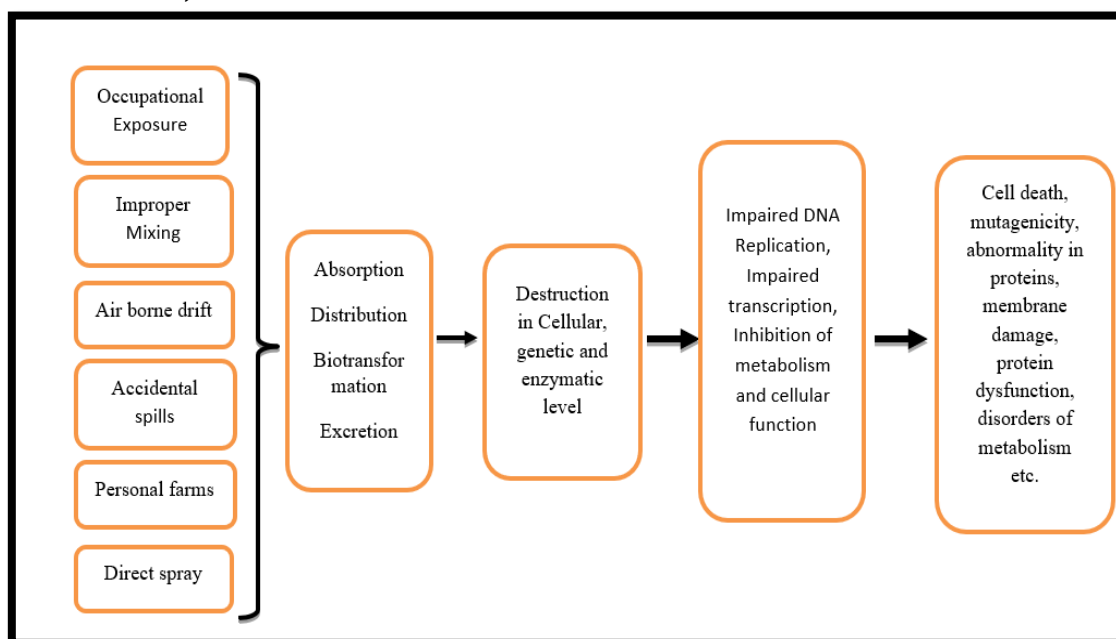 Occupational
Exposure
Improper
Mixing
Air borne drift
Accidental
spills
Personal farms
Direct spray
Absorption
Distribution
Biotransfor
mation
Excretion
Destruction
in Cellular,
genetic and
enzymatic
level
Impaired DNA
Replication,
Impaired
transcription,
Inhibition of
metabolism
and cellular
function
Cell death,
mutagenicity,
abnormality in
proteins,
membrane
damage,
protein
dysfunction,
disorders of
metabolism
etc.